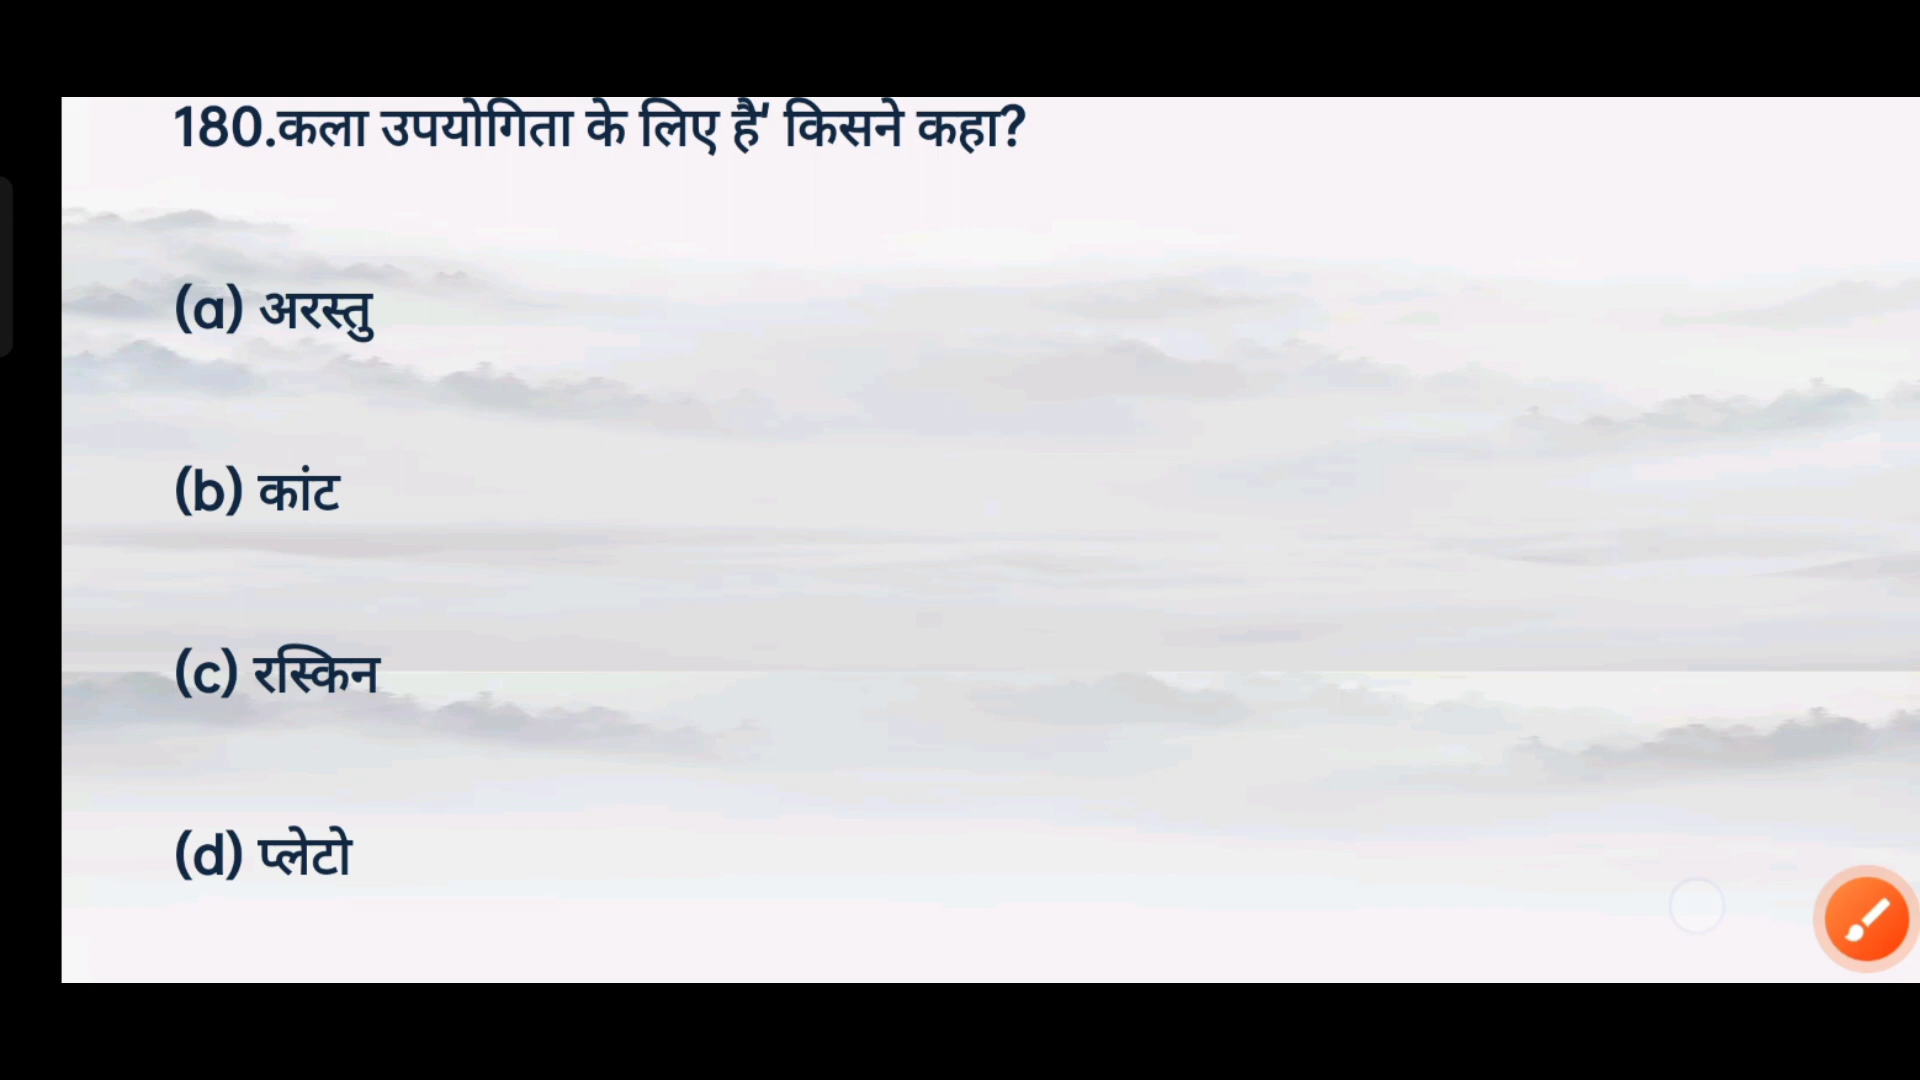 180.कला उपयोगिता के लिए है' किसने कहा?
(a) अरस्तु
(b) कांट
(c) रस्किन
(d) प्लेटो